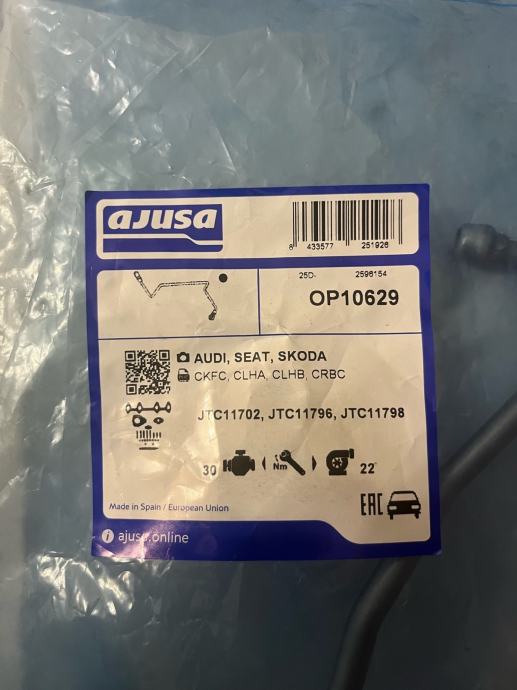 ajusa
8 433577 251926
25D- 2596154
OP10629
AUDI, SEAT, SKODA
CKFC, CLHA, CLHB, CRBC
JTC11702, JTC11796, JTC11798
30 Nm 22
Made in Spain / European Union
EAC
i ajusa.online